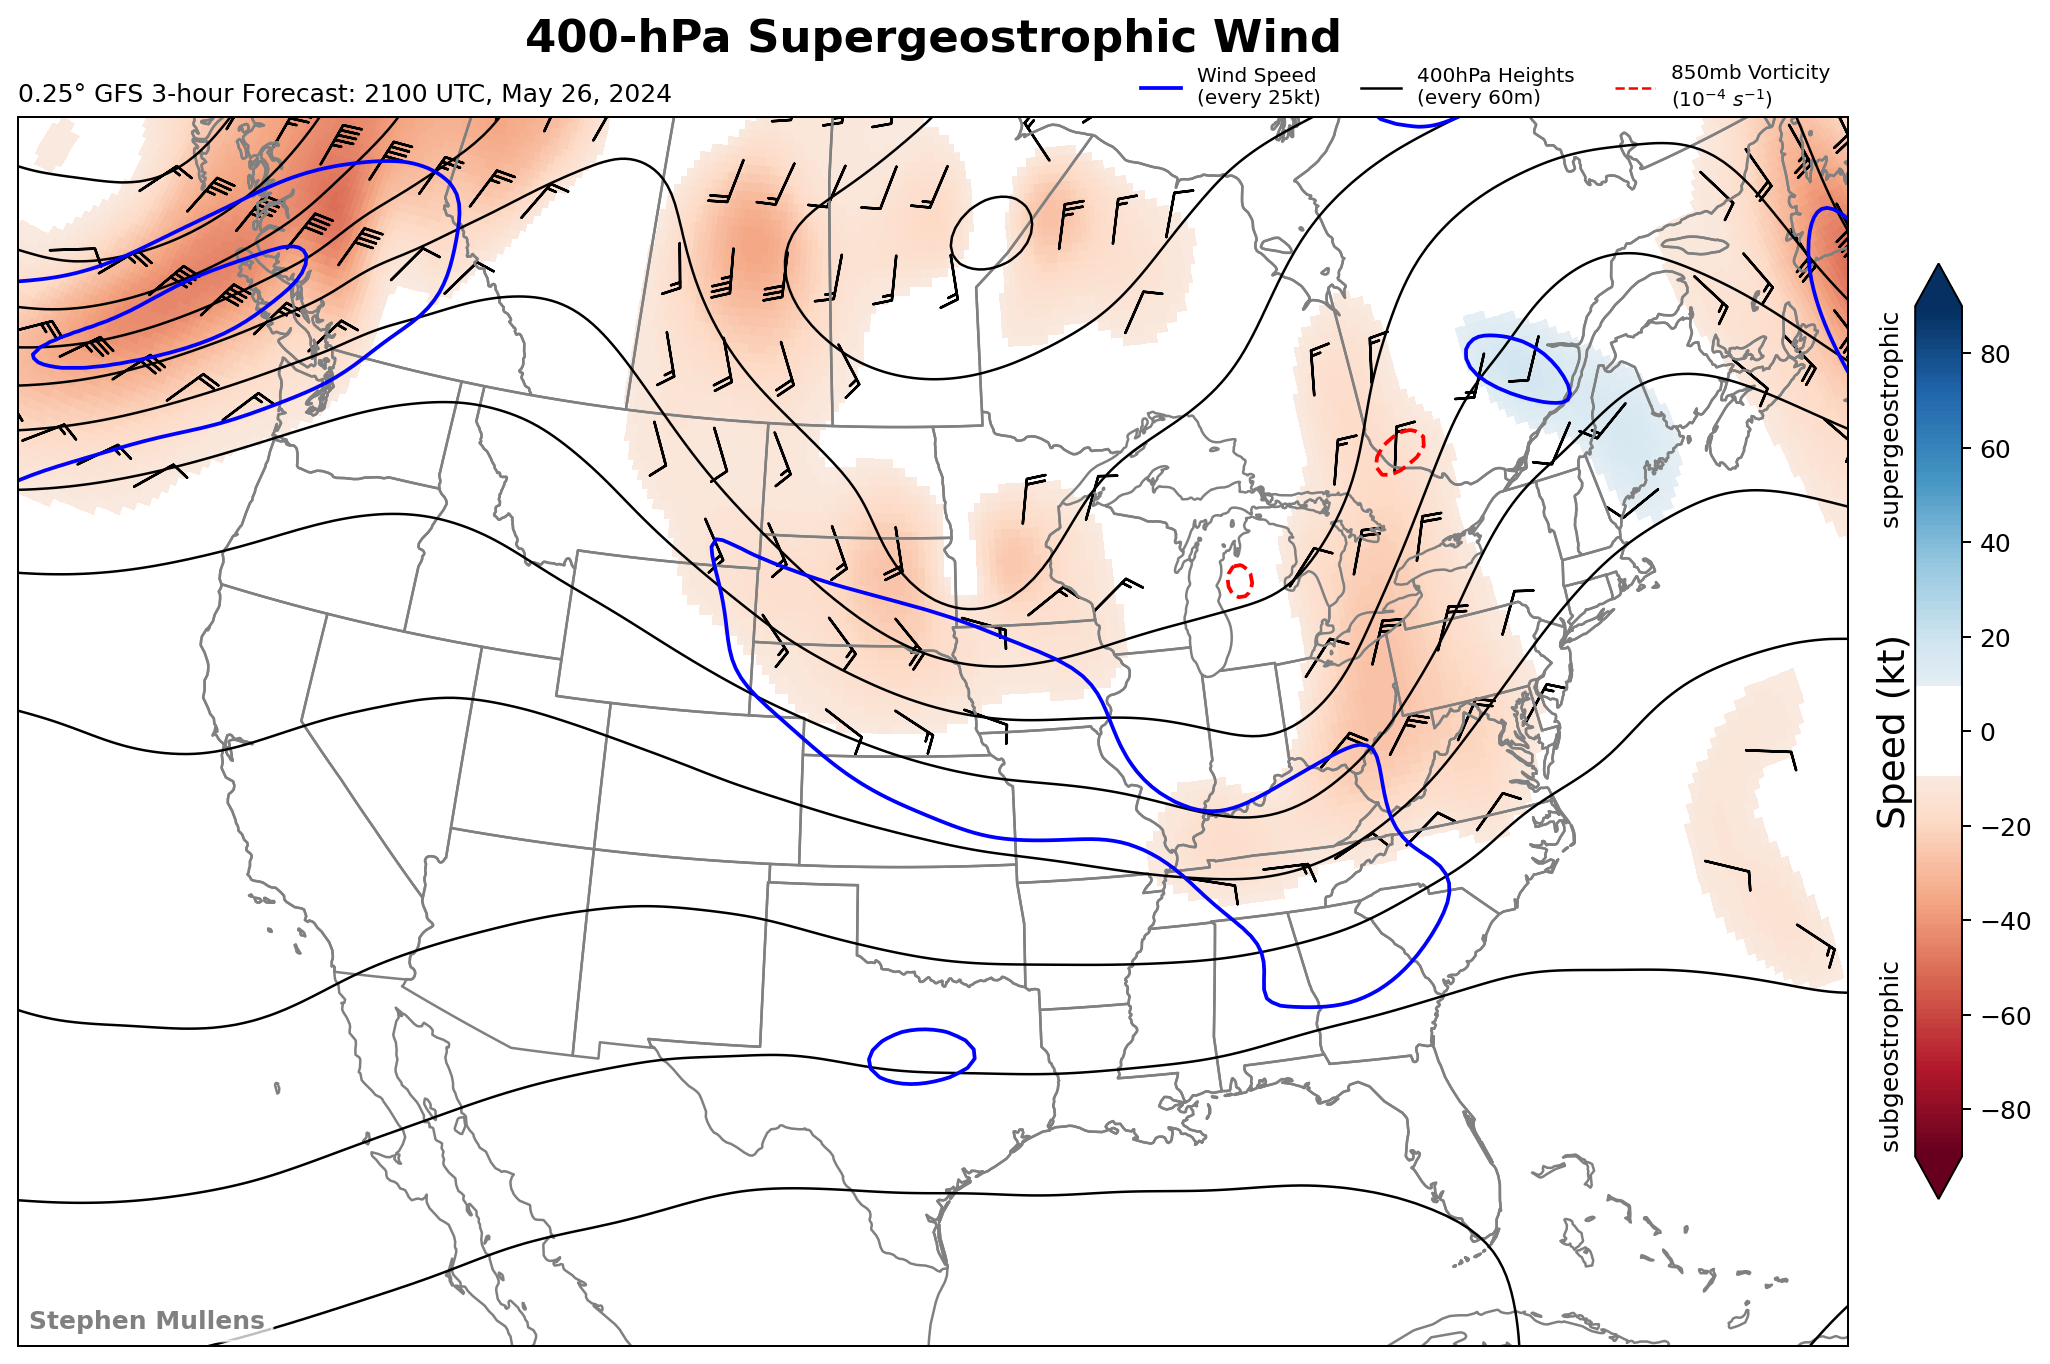 400-hPa Supergeostrophic Wind
0.25° GFS 3-hour Forecast: 2100 UTC, May 26, 2024
Wind Speed
(every 25kt)
400hPa Heights
(every 60m)
850mb Vorticity
(10⁻⁴ s⁻¹)
supergeostrophic
Speed (kt)
subgeostrophic
80
60
40
20
0
−20
−40
−60
−80
Stephen Mullens